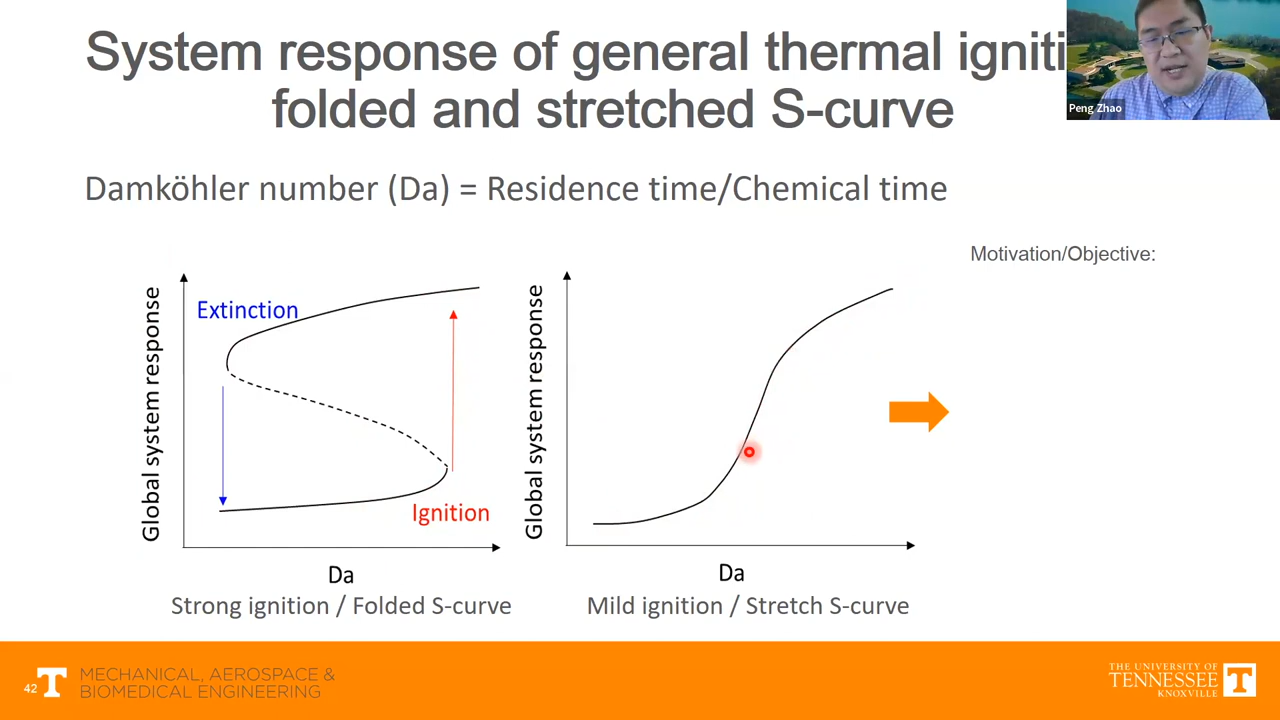 System response of general thermal igniti
folded and stretched S-curve
Peng Zhao
Damköhler number (Da) = Residence time/Chemical time
Motivation/Objective:
Global system response
Extinction
Ignition
Da
Strong ignition / Folded S-curve
Global system response
Da
Mild ignition / Stretch S-curve
42
T
MECHANICAL, AEROSPACE &
BIOMEDICAL ENGINEERING
THE UNIVERSITY OF
TENNESSEE
KNOXVILLE
T